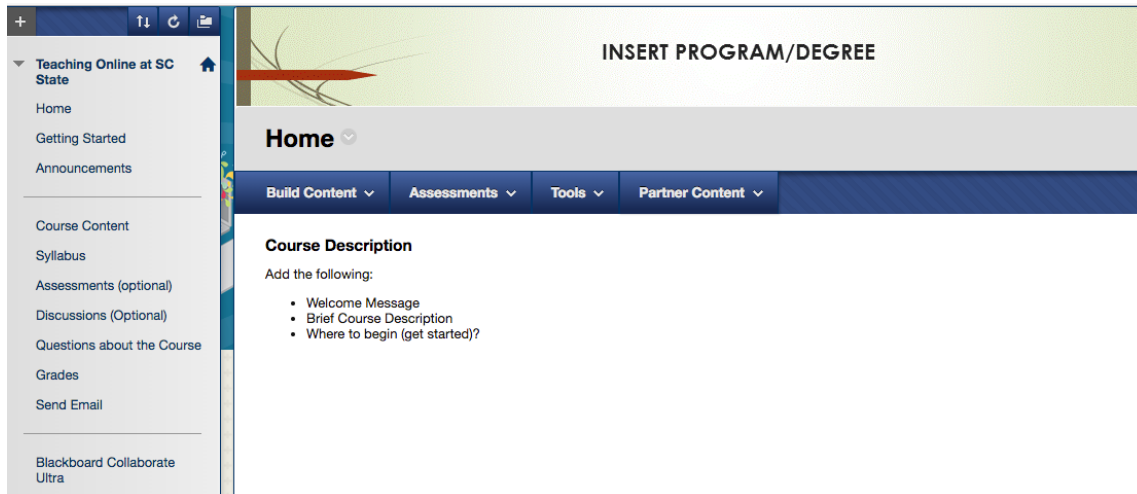 Teaching Online at SC
State
Home
Getting Started
Announcements
Course Content
Syllabus
Assessments (optional)
Discussions (Optional)
Questions about the Course
Grades
Send Email
Blackboard Collaborate
Ultra
INSERT PROGRAM/DEGREE
Home
Build Content
Assessments
Tools
Partner Content
Course Description
Add the following:
• Welcome Message
• Brief Course Description
• Where to begin (get started)?